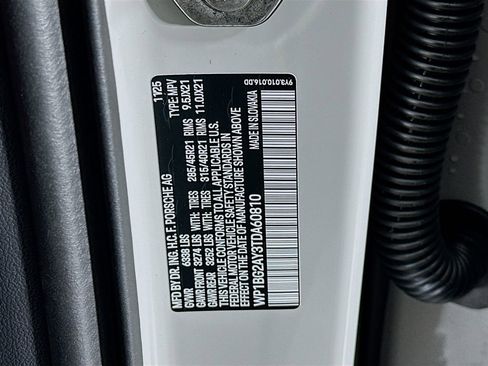 MFD BY DR. ING. H.C. F. PORSCHE AG 11/25
GVWR 6338 LBS TYPE: MPV
GAWR FRONT 3274 LBS WITH: TIRES 285/45R21 RIMS 9.5JX21
GAWR REAR 3252 LBS WITH: TIRES 315/40R21 RIMS 11.0JX21
THIS VEHICLE CONFORMS TO ALL APPLICABLE U.S.
FEDERAL MOTOR VEHICLE SAFETY STANDARDS IN
EFFECT ON THE DATE OF MANUFACTURE SHOWN ABOVE
WP1BG2AY3TDA60810 MADE IN SLOVAKIA
9Y3.010.016.DD